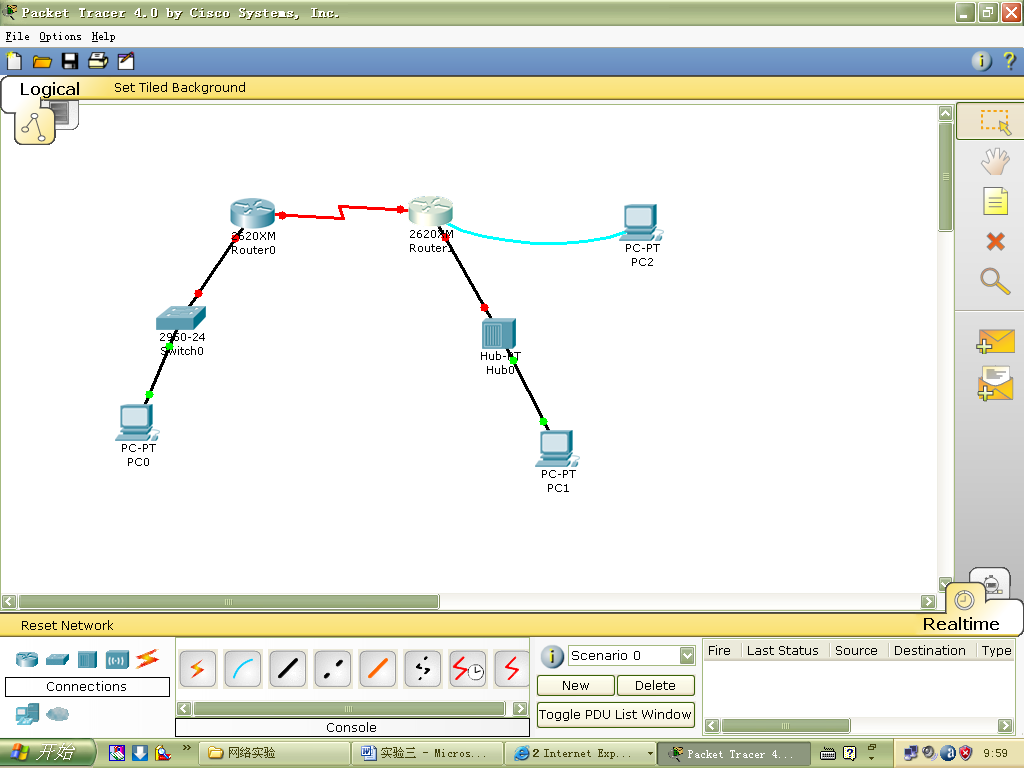 Packet Tracer 4.0 by Cisco Systems, Inc.
File Options Help
Logical
Set Tiled Background
2620XM
Router0
2620XM
Router1
PC-PT
PC2
2950-24
Switch0
Hub-PT
Hub0
PC-PT
PC0
PC-PT
PC1
Reset Network
Realtime
Connections
Console
Scenario 0
New
Delete
Toggle PDU List Window
Fire Last Status Source Destination Type
开始
网络实验
实验三 - Micros...
2 Internet Exp...
Packet Tracer 4...
9:59